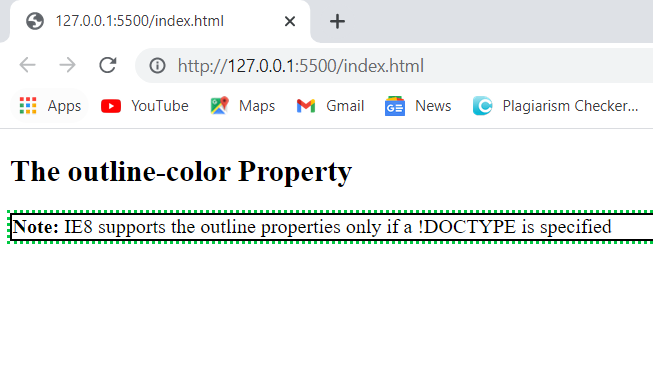 127.0.0.1:5500/index.html
http://127.0.0.1:5500/index.html
Apps YouTube Maps Gmail GE News Plagiarism Checker...
The outline-color Property
Note: IE8 supports the outline properties only if a !DOCTYPE is specified